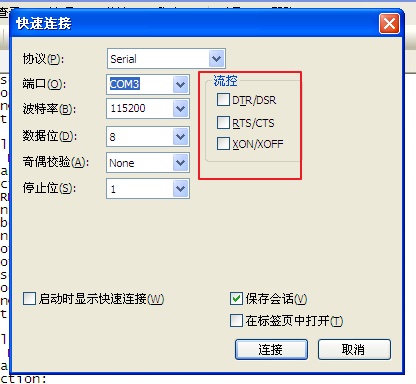 快速连接
协议(P): Serial
端口(O): COM3
波特率(B): 115200
数据位(D): 8
奇偶校验(A): None
停止位(S): 1
流控
DTR/DSR
RTS/CTS
XON/XOFF
启动时显示快速连接(W)
保存会话(V)
在标签页中打开(T)
连接 取消
ction: